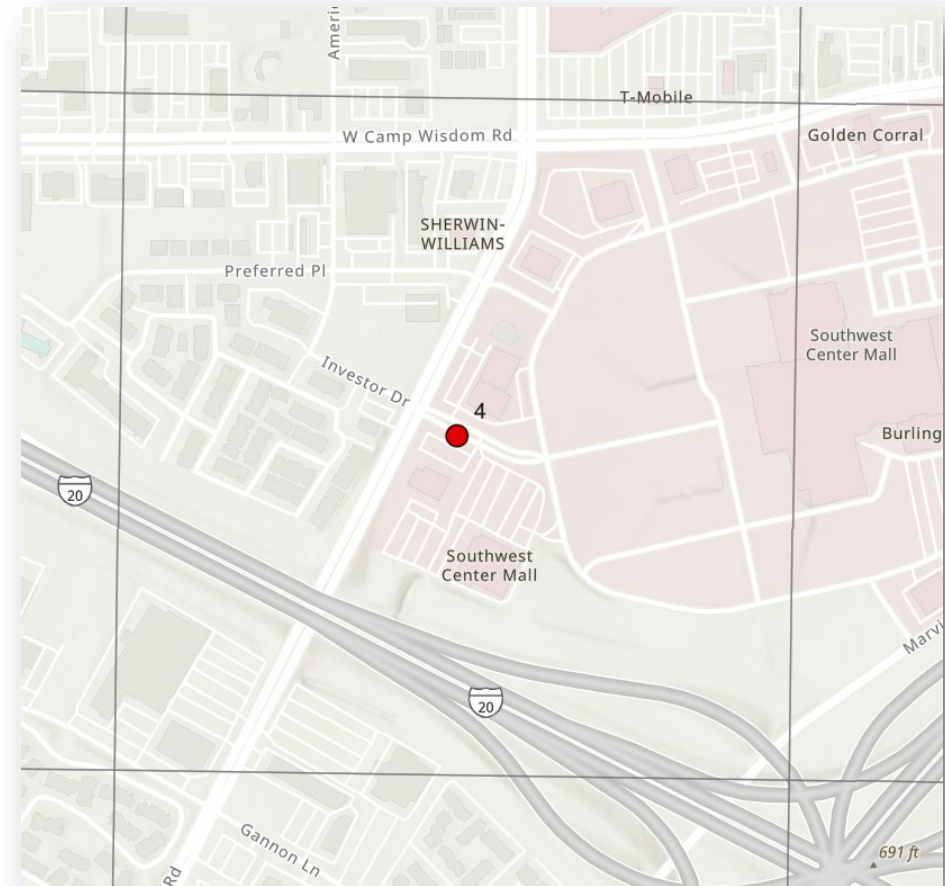 Ameri
T-Mobile
W Camp Wisdom Rd
Golden Corral
SHERWIN-
WILLIAMS
Preferred Pl
Southwest
Center Mall
Investor Dr
4
Burling
20
Southwest
Center Mall
Marvi
20
Gannon Ln
691 ft
Rd